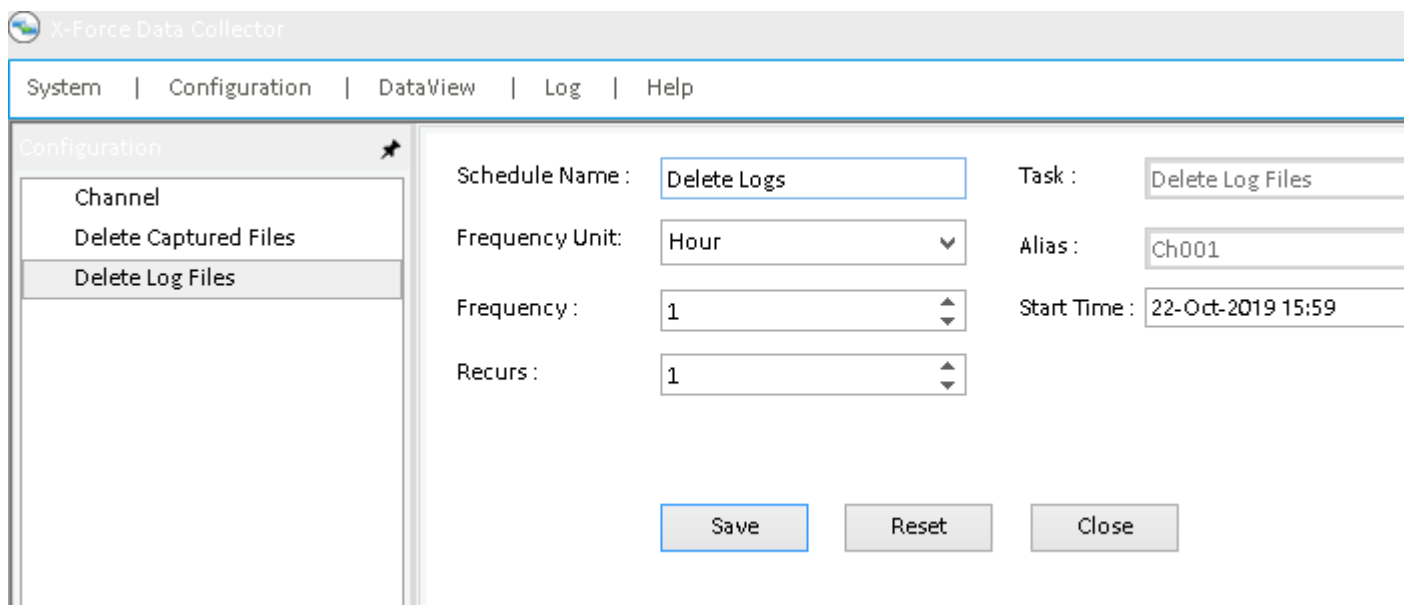 X-Force Data Collector
System | Configuration | DataView | Log | Help
Configuration
Channel
Delete Captured Files
Delete Log Files
Schedule Name : Delete Logs Task : Delete Log Files
Frequency Unit: Hour Alias : Ch001
Frequency : 1 Start Time : 22-Oct-2019 15:59
Recurs : 1
Save Reset Close